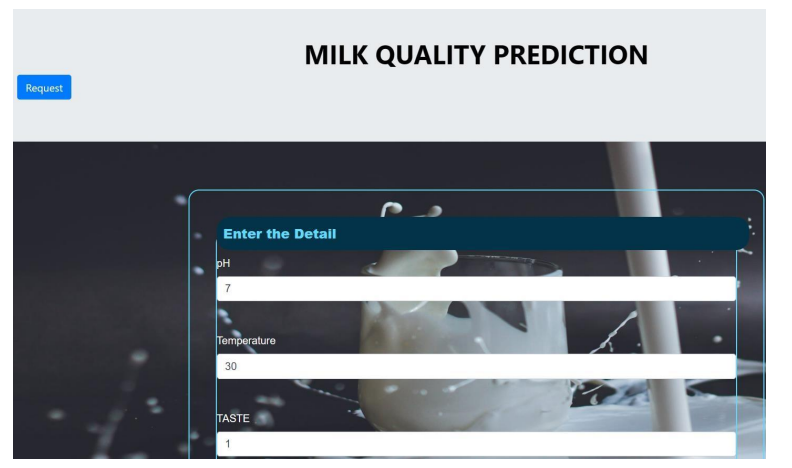 MILK QUALITY PREDICTION
Request
Enter the Detail
pH
7
Temperature
30
TASTE
1